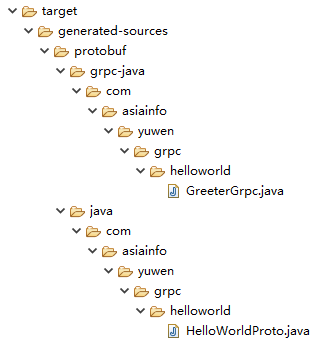 target
generated-sources
protobuf
grpc-java
com
asiainfo
yuwen
grpc
helloworld
GreeterGrpc.java
java
com
asiainfo
yuwen
grpc
helloworld
HelloWorldProto.java